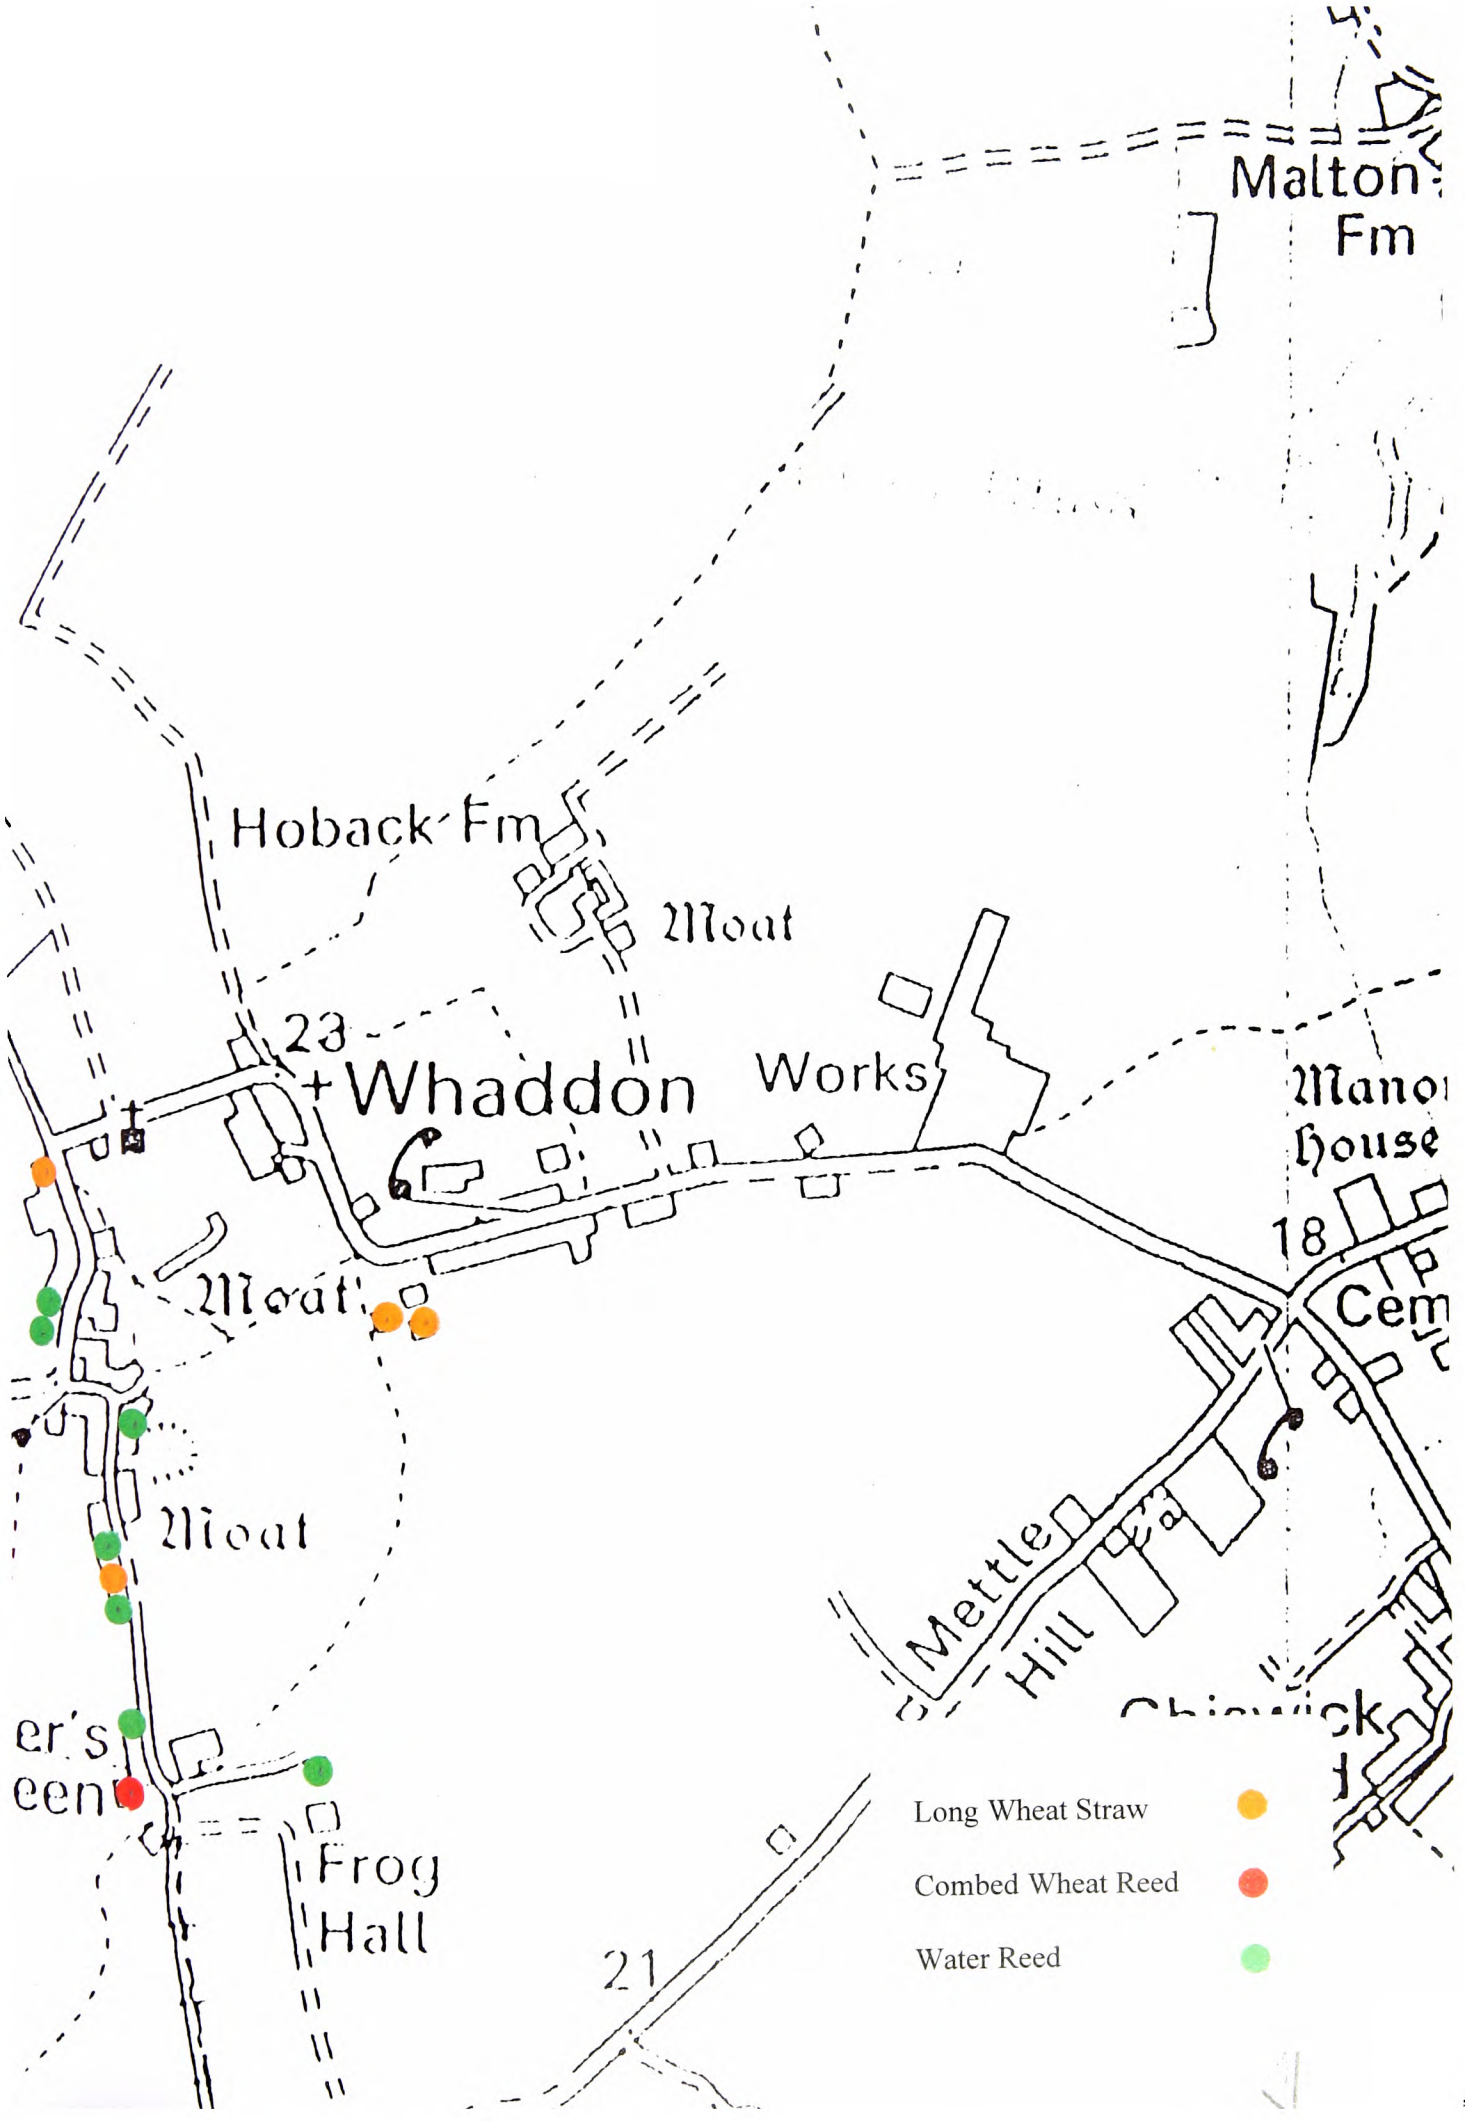 Malton
Fm
Hoback Fm
Moat
23
Whaddon
Works
Manor
House
18
Moat
Cem
Moat
Mettle
Hill
er's
een
Frog
Hall
21
Long Wheat Straw
Combed Wheat Reed
Water Reed